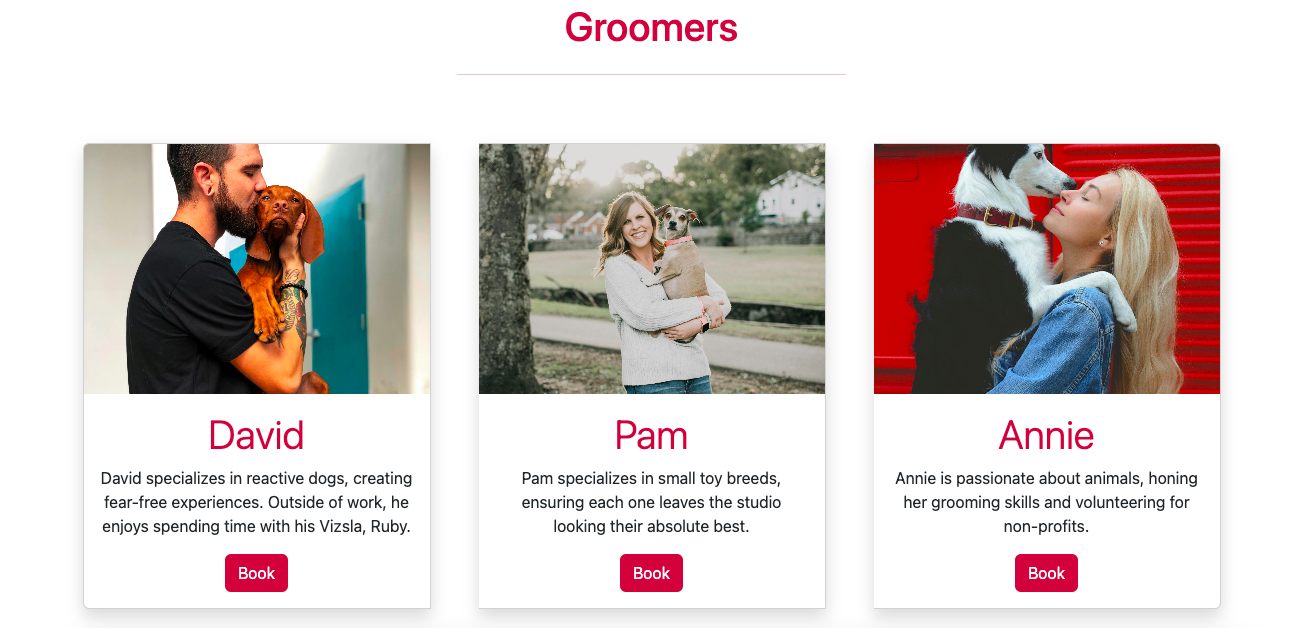 Groomers
David
David specializes in reactive dogs, creating
fear-free experiences. Outside of work, he
enjoys spending time with his Vizsla, Ruby.
Book
Pam
Pam specializes in small toy breeds,
ensuring each one leaves the studio
looking their absolute best.
Book
Annie
Annie is passionate about animals, honing
her grooming skills and volunteering for
non-profits.
Book